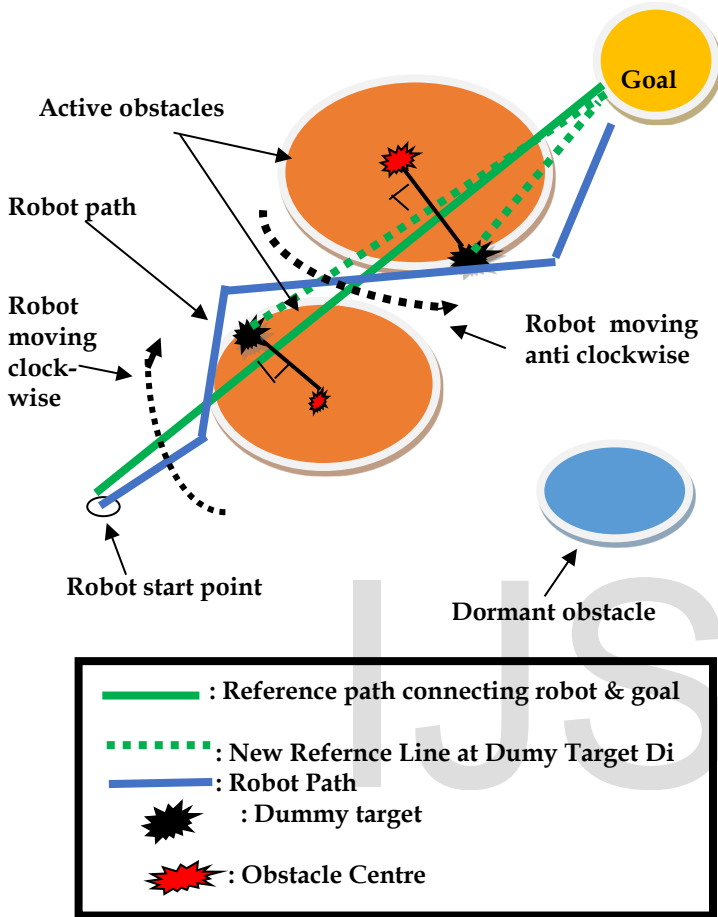 Goal
Active obstacles
Robot path
Robot
moving
clock-
wise
Robot moving
anti clockwise
Robot start point
Dormant obstacle
IJS
: Reference path connecting robot & goal
: New Refernce Line at Dumy Target Di
: Robot Path
: Dummy target
: Obstacle Centre